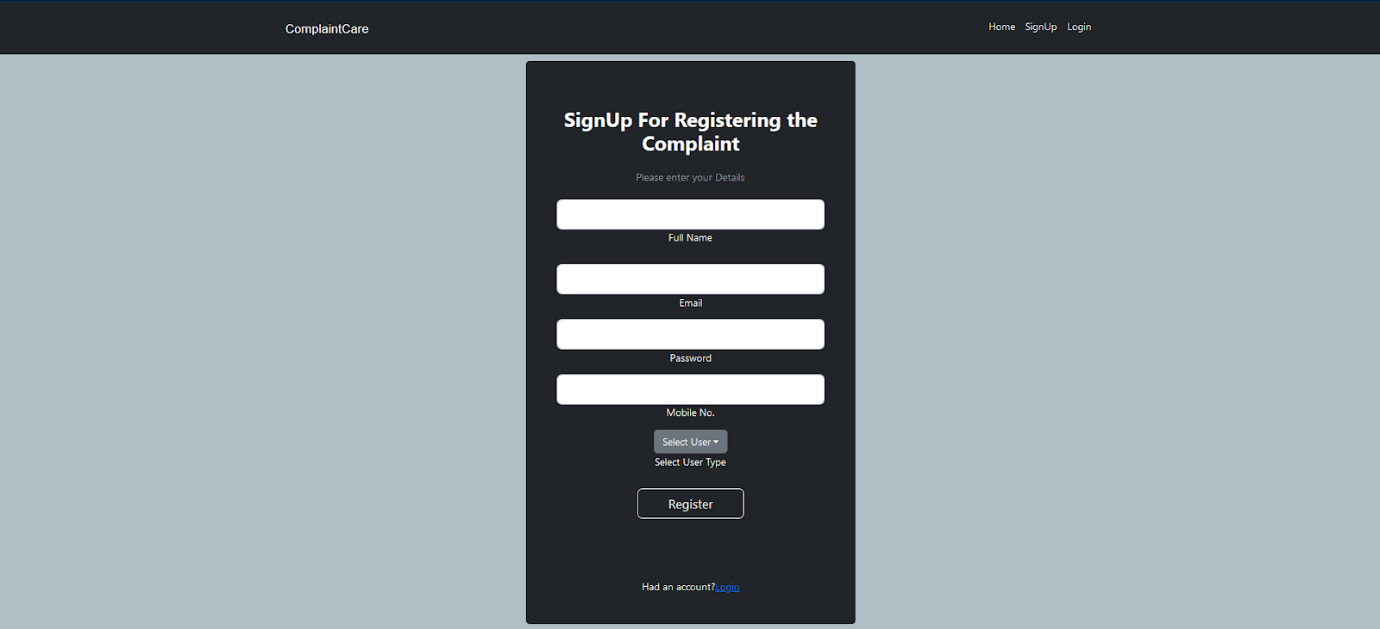 ComplaintCare
Home SignUp Login
SignUp For Registering the
Complaint
Please enter your Details
Full Name
Email
Password
Mobile No.
Select User
Select User Type
Register
Had an account?Login